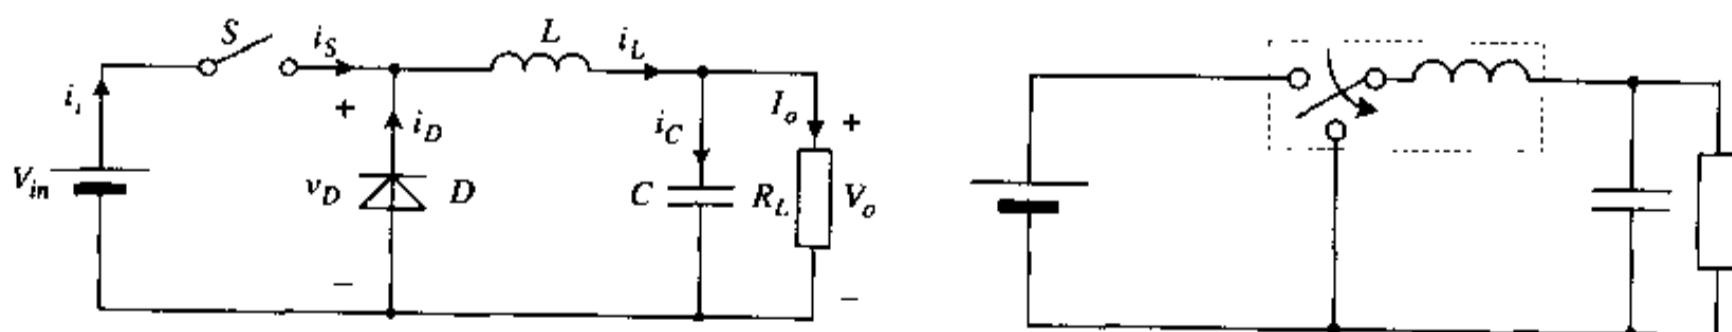 S i_S L i_L
i_i + i_D i_C I_o +
V_in v_D D C R_L V_o
− −